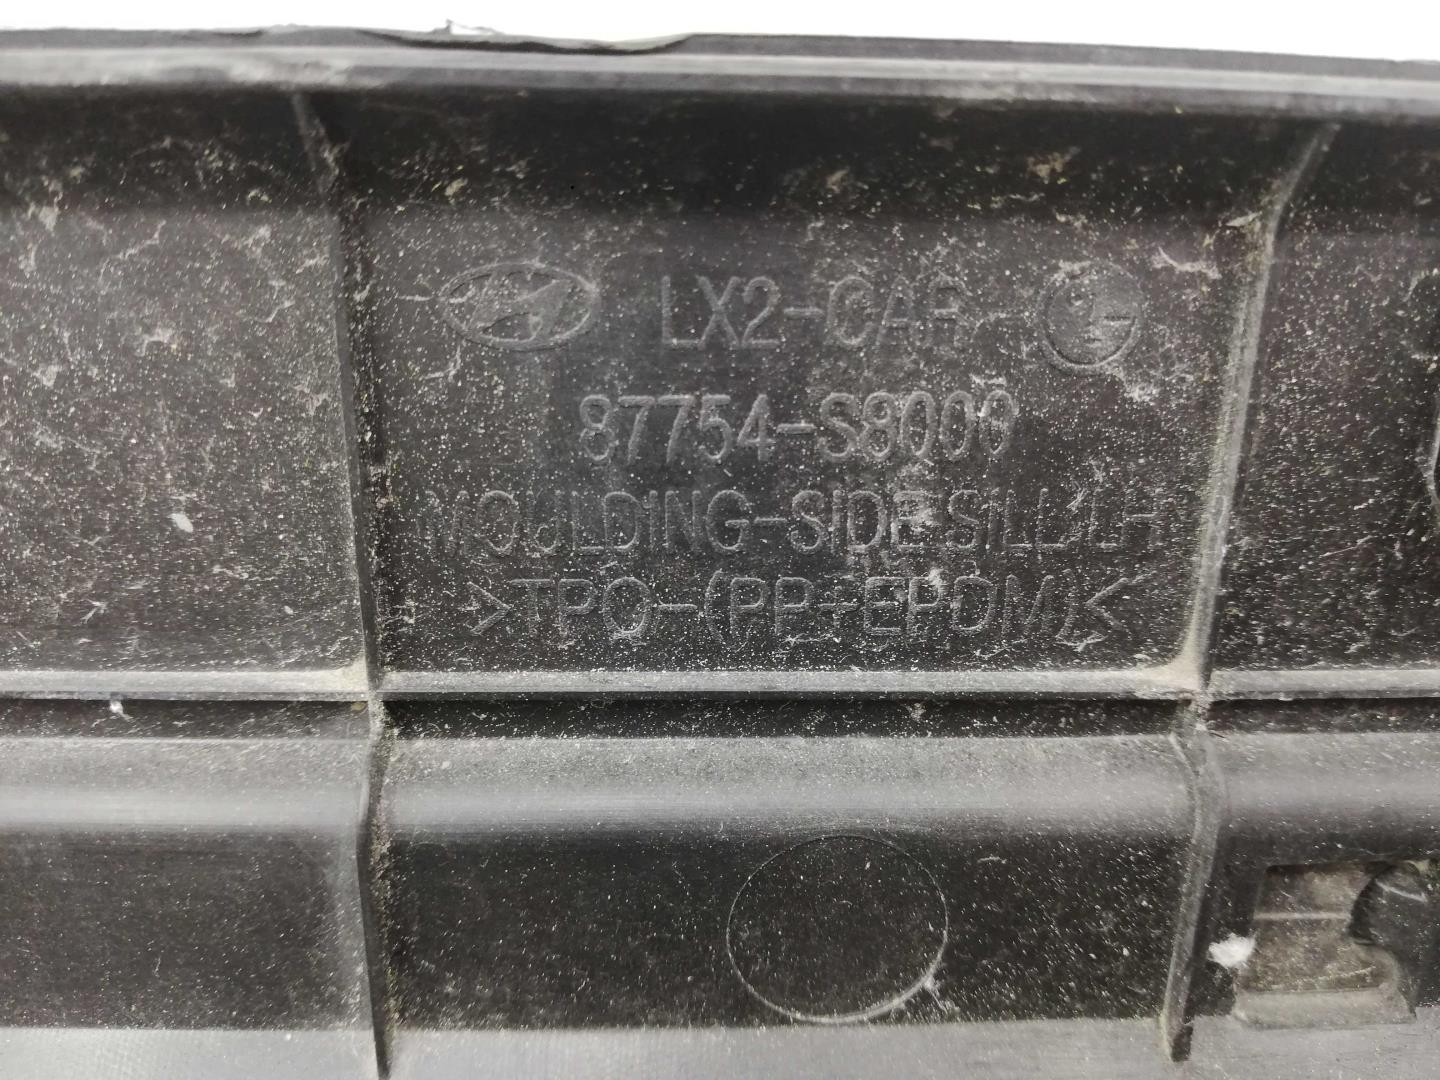 LX2-CAR
87754-S8000
MOULDING-SIDE SILL LH
>TPO-(PP+EPDM)<